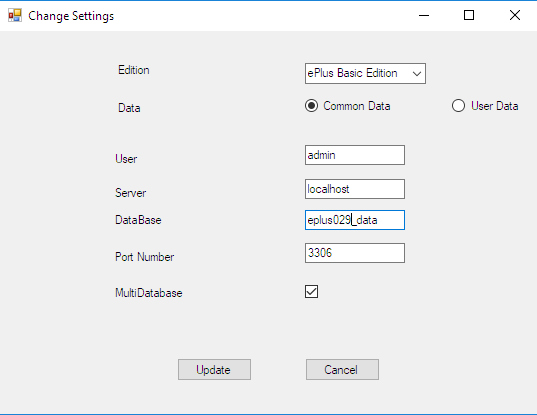 Change Settings
Edition ePlus Basic Edition
Data Common Data User Data
User admin
Server localhost
DataBase eplus029_data
Port Number 3306
MultiDatabase
Update Cancel